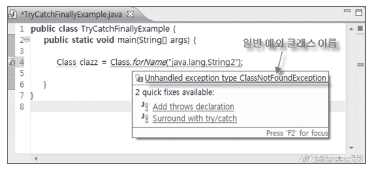 *TryCatchFinallyExample.java
1 public class TryCatchFinallyExample {
2 public static void main(String[] args) {
3 일반 예외 클래스 이름
4 Class clazz = Class.forName("java.lang.String2");
5
Unhandled exception type ClassNotFoundException
6 }
2 quick fixes available:
7 }
Add throws declaration
8
Surround with try/catch
Press 'F2' for focus